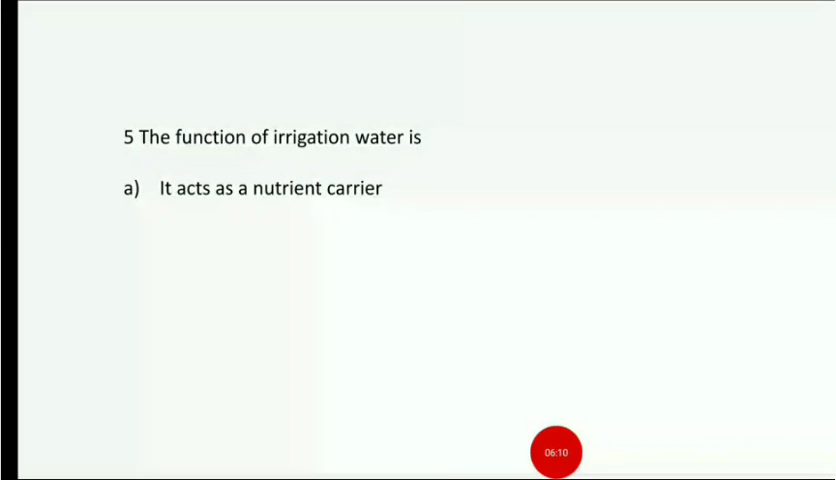 5 The function of irrigation water is
a) It acts as a nutrient carrier
06:10